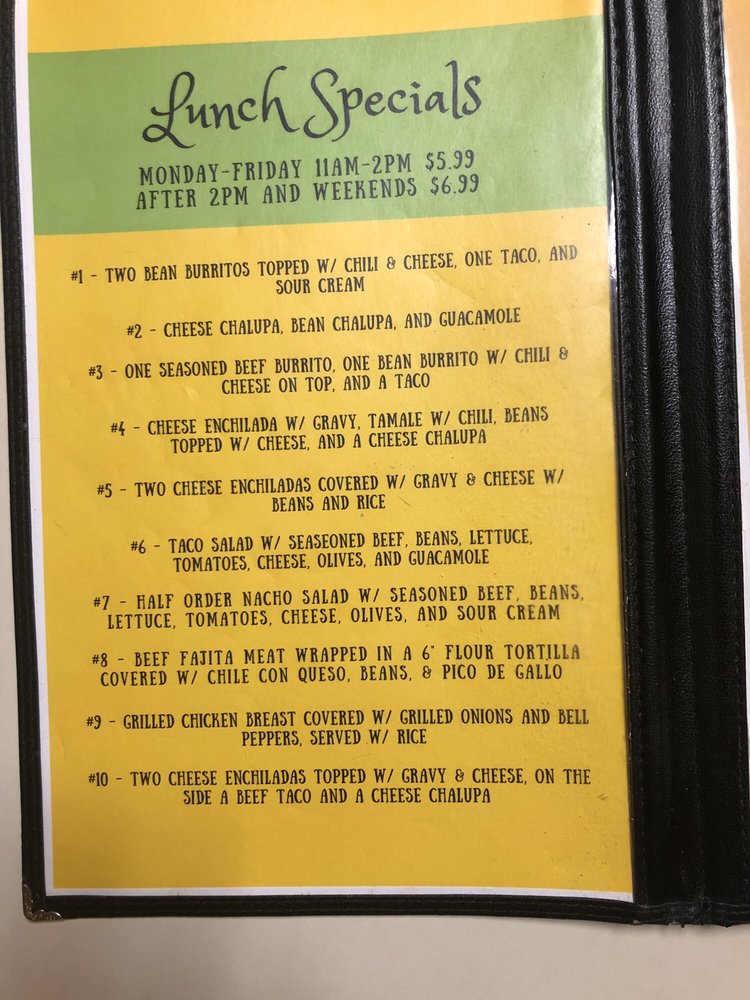 Lunch Specials
MONDAY-FRIDAY 11AM-2PM $5.99
AFTER 2PM AND WEEKENDS $6.99
#1 - TWO BEAN BURRITOS TOPPED W/ CHILI & CHEESE, ONE TACO, AND
SOUR CREAM
#2 - CHEESE CHALUPA, BEAN CHALUPA, AND GUACAMOLE
#3 - ONE SEASONED BEEF BURRITO, ONE BEAN BURRITO W/ CHILI &
CHEESE ON TOP, AND A TACO
#4 - CHEESE ENCHILADA W/ GRAVY, TAMALE W/ CHILI, BEANS
TOPPED W/ CHEESE, AND A CHEESE CHALUPA
#5 - TWO CHEESE ENCHILADAS COVERED W/ GRAVY & CHEESE W/
BEANS AND RICE
#6 - TACO SALAD W/ SEASEONED BEEF, BEANS, LETTUCE,
TOMATOES, CHEESE, OLIVES, AND GUACAMOLE
#7 - HALF ORDER NACHO SALAD W/ SEASONED BEEF, BEANS,
LETTUCE, TOMATOES, CHEESE, OLIVES, AND SOUR CREAM
#8 - BEEF FAJITA MEAT WRAPPED IN A 6" FLOUR TORTILLA
COVERED W/ CHILE CON QUESO, BEANS, & PICO DE GALLO
#9 - GRILLED CHICKEN BREAST COVERED W/ GRILLED ONIONS AND BELL
PEPPERS, SERVED W/ RICE
#10 - TWO CHEESE ENCHILADAS TOPPED W/ GRAVY & CHEESE, ON THE
SIDE A BEEF TACO AND A CHEESE CHALUPA